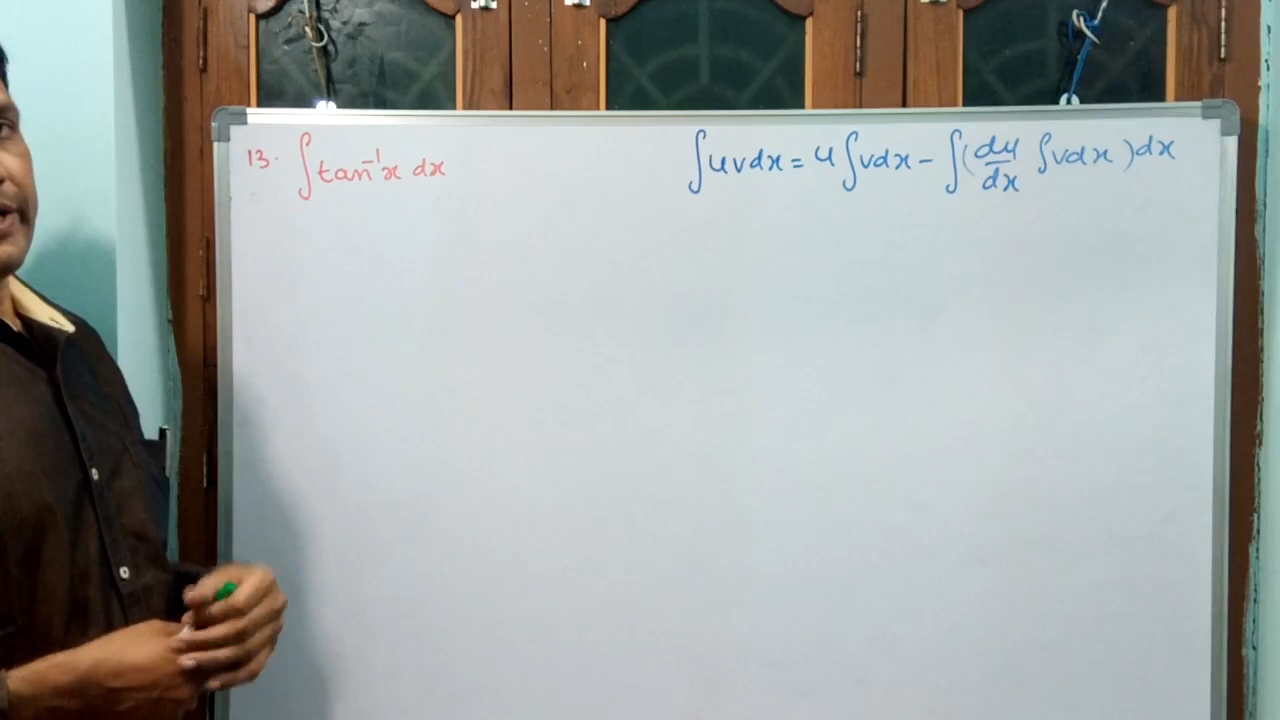 13. ∫tan⁻¹x dx
∫uvdx = u∫vdx - ∫(du/dx ∫vdx)dx